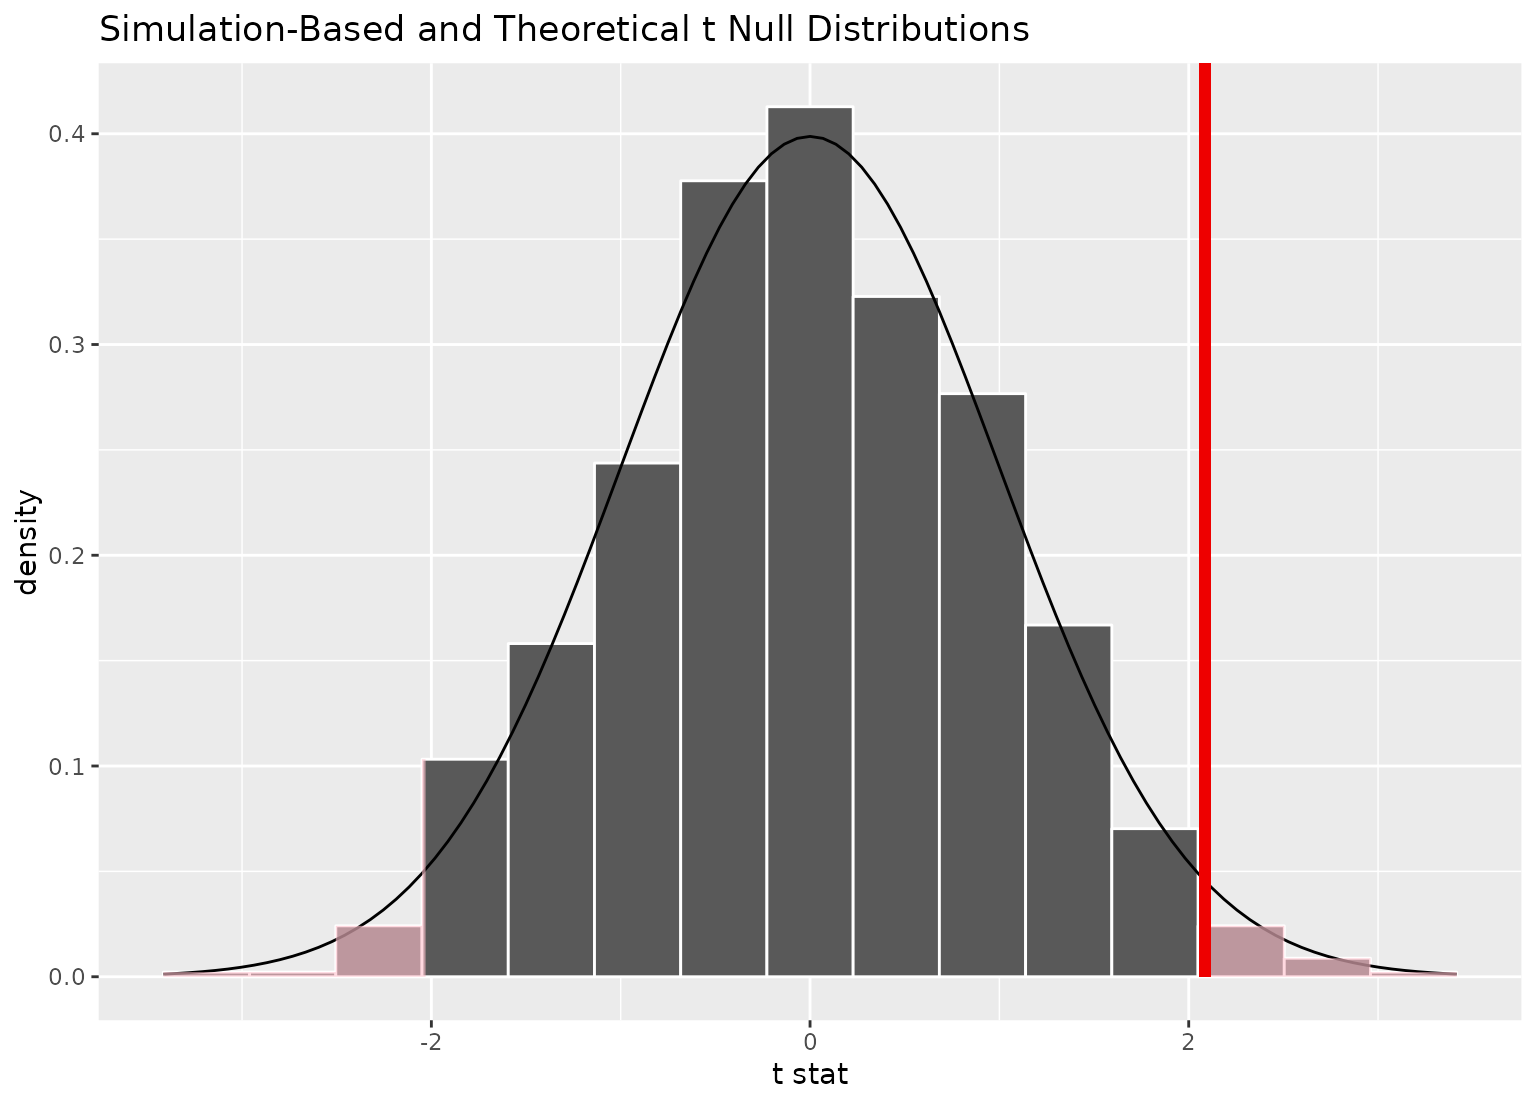 Simulation-Based and Theoretical t Null Distributions
density
0.4
0.3
0.2
0.1
0.0
-2 0 2
t stat